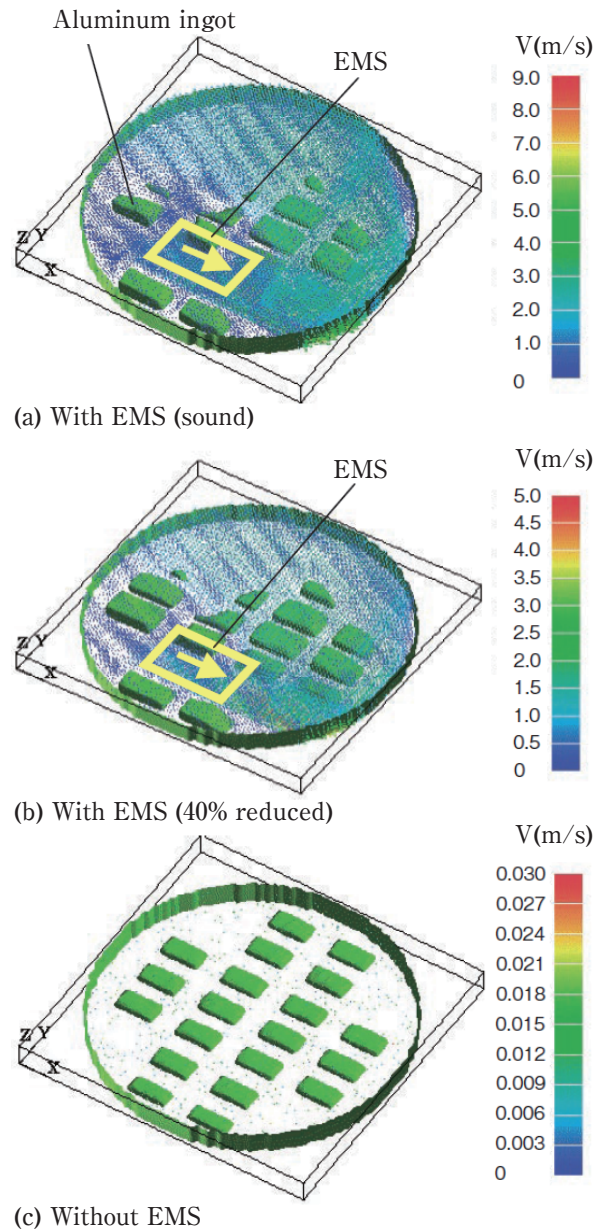 Aluminum ingot
EMS
V(m/s)
9.0
8.0
7.0
6.0
5.0
4.0
3.0
2.0
1.0
0
Z Y
X
(a) With EMS (sound)
EMS
V(m/s)
5.0
4.5
4.0
3.5
3.0
2.5
2.0
1.5
1.0
0.5
0
Z Y
X
(b) With EMS (40% reduced)
V(m/s)
0.030
0.027
0.024
0.021
0.018
0.015
0.012
0.009
0.006
0.003
0
Z Y
X
(c) Without EMS